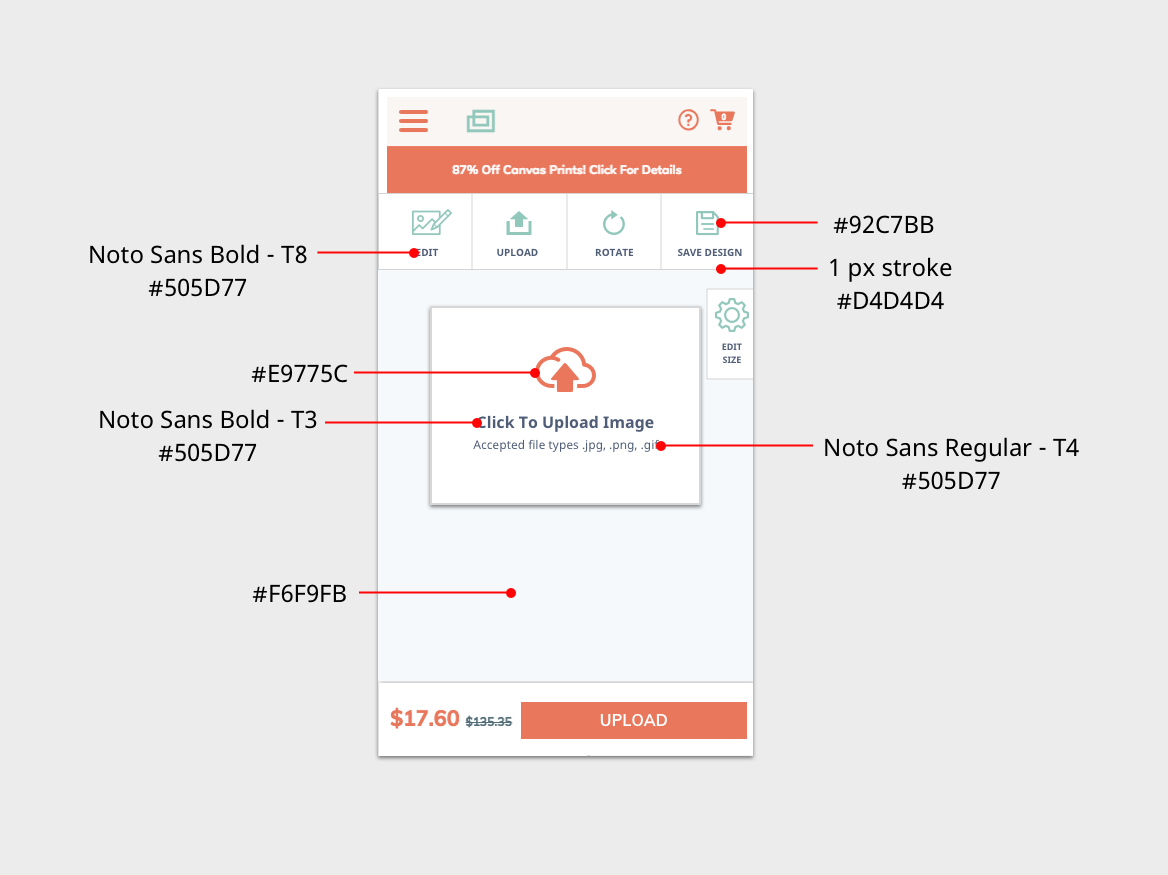 0
87% Off Canvas Prints! Click For Details
EDIT
UPLOAD
ROTATE
SAVE DESIGN
#92C7BB
Noto Sans Bold - T8
#505D77
1 px stroke
#D4D4D4
EDIT
SIZE
#E9775C
Noto Sans Bold - T3
#505D77
Click To Upload Image
Accepted file types .jpg, .png, .gif
Noto Sans Regular - T4
#505D77
#F6F9FB
$17.60 $135.35
UPLOAD